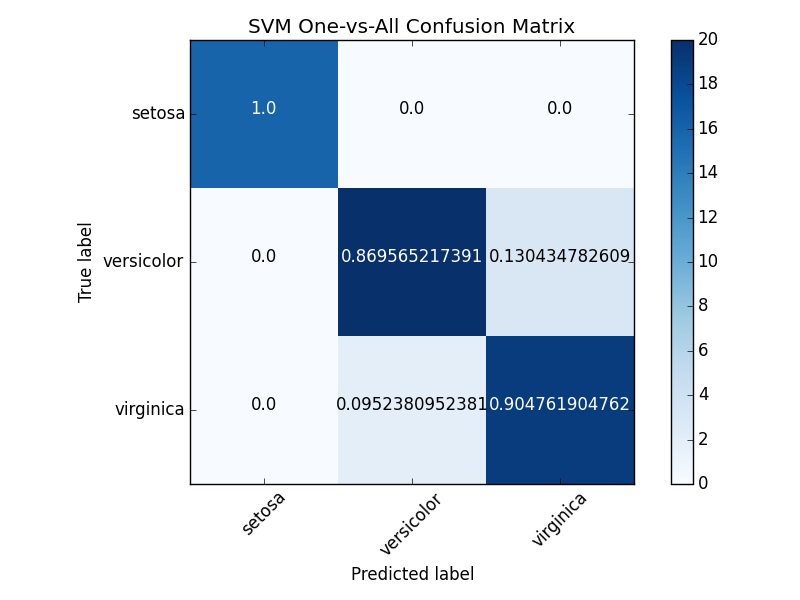 SVM One-vs-All Confusion Matrix
True label
setosa
versicolor
virginica
1.0 0.0 0.0
0.0 0.869565217391 0.130434782609
0.0 0.0952380952381 0.904761904762
setosa versicolor virginica
Predicted label
20
18
16
14
12
10
8
6
4
2
0